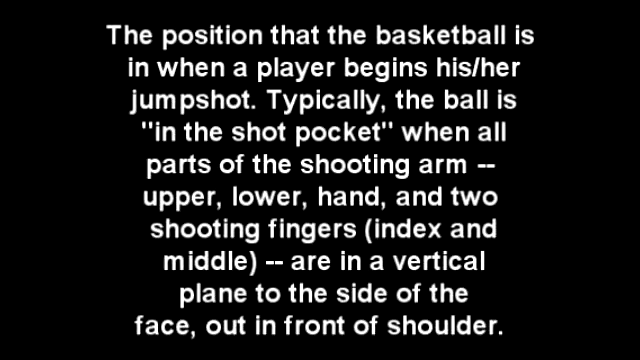 The position that the basketball is
in when a player begins his/her
jumpshot. Typically, the ball is
"in the shot pocket" when all
parts of the shooting arm --
upper, lower, hand, and two
shooting fingers (index and
middle) -- are in a vertical
plane to the side of the
face, out in front of shoulder.